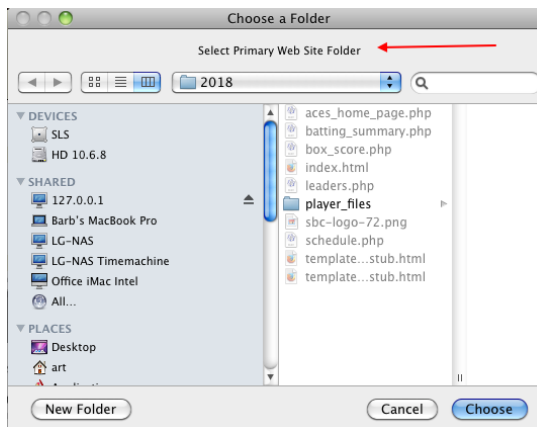 Choose a Folder
Select Primary Web Site Folder
2018
DEVICES
SLS
HD 10.6.8
SHARED
127.0.0.1
Barb's MacBook Pro
LG-NAS
LG-NAS Timemachine
Office iMac Intel
All...
PLACES
Desktop
art
aces_home_page.php
batting_summary.php
box_score.php
index.html
leaders.php
player_files
sbc-logo-72.png
schedule.php
template...stub.html
template...stub.html
New Folder
Cancel
Choose